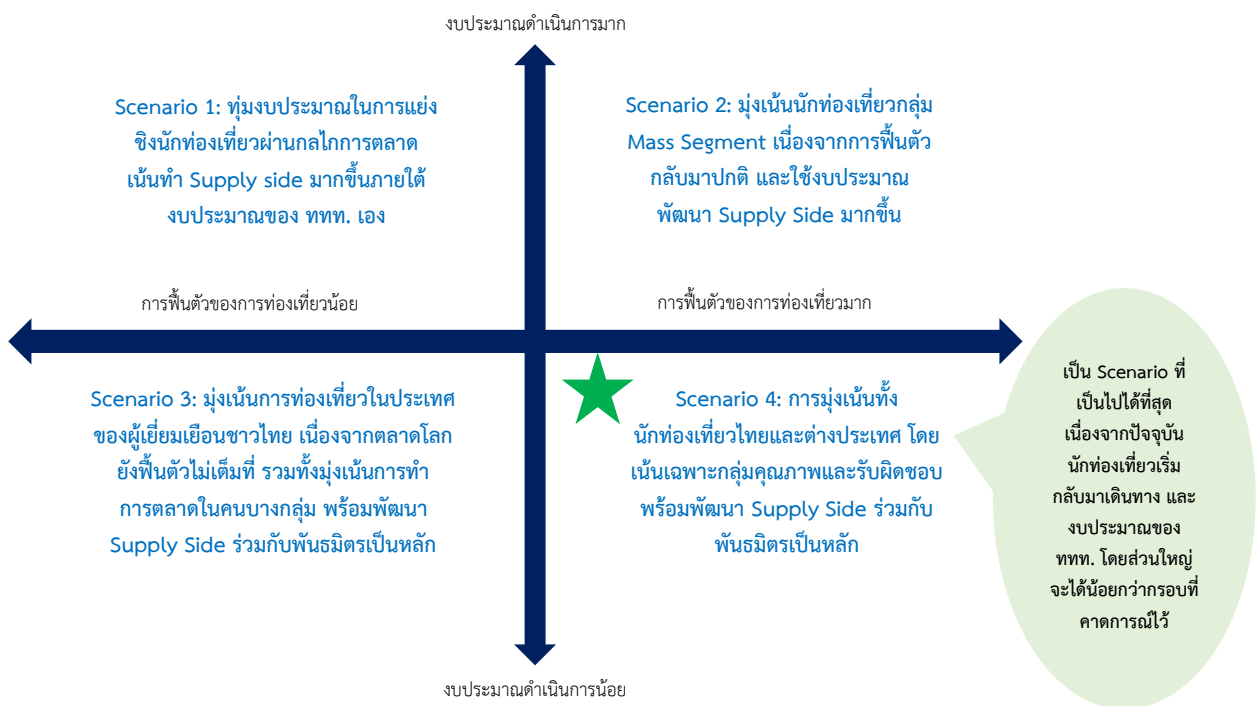 งบประมาณดำเนินการมาก
Scenario 1: ทุ่มงบประมาณในการแย่ง
ชิงนักท่องเที่ยวผ่านกลไกการตลาด
เน้นทำ Supply side มากขึ้นภายใต้
งบประมาณของ ททท. เอง
Scenario 2: มุ่งเน้นนักท่องเที่ยวกลุ่ม
Mass Segment เนื่องจากการฟื้นตัว
กลับมาปกติ และใช้งบประมาณ
พัฒนา Supply Side มากขึ้น
การฟื้นตัวของการท่องเที่ยวน้อย
การฟื้นตัวของการท่องเที่ยวมาก
Scenario 3: มุ่งเน้นการท่องเที่ยวในประเทศ
ของผู้เยี่ยมเยือนชาวไทย เนื่องจากตลาดโลก
ยังฟื้นตัวไม่เต็มที่ รวมทั้งมุ่งเน้นการทำ
การตลาดในคนบางกลุ่ม พร้อมพัฒนา
Supply Side ร่วมกับพันธมิตรเป็นหลัก
Scenario 4: การมุ่งเน้นทั้ง
นักท่องเที่ยวไทยและต่างประเทศ โดย
เน้นเฉพาะกลุ่มคุณภาพและรับผิดชอบ
พร้อมพัฒนา Supply Side ร่วมกับ
พันธมิตรเป็นหลัก
เป็น Scenario ที่
เป็นไปได้ที่สุด
เนื่องจากปัจจุบัน
นักท่องเที่ยวเริ่ม
กลับมาเดินทาง และ
งบประมาณของ
ททท. โดยส่วนใหญ่
จะได้น้อยกว่ากรอบที่
คาดการณ์ไว้
งบประมาณดำเนินการน้อย